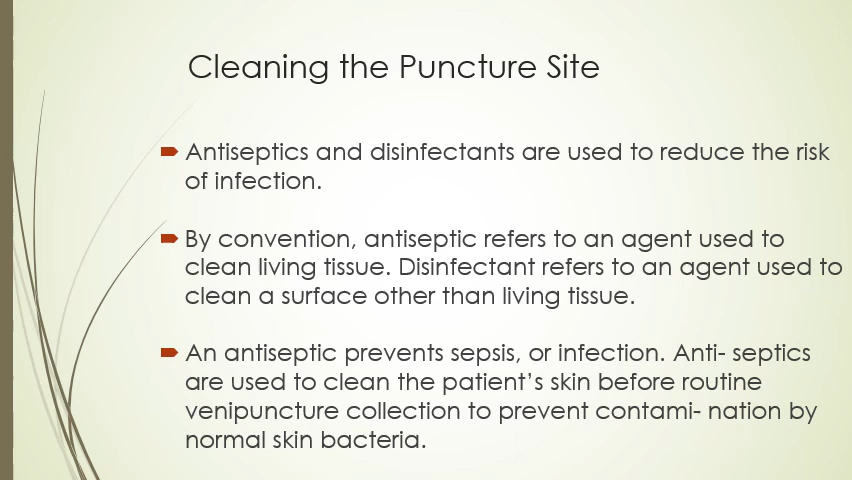 Cleaning the Puncture Site
Antiseptics and disinfectants are used to reduce the risk
of infection.
By convention, antiseptic refers to an agent used to
clean living tissue. Disinfectant refers to an agent used to
clean a surface other than living tissue.
An antiseptic prevents sepsis, or infection. Anti- septics
are used to clean the patient’s skin before routine
venipuncture collection to prevent contami- nation by
normal skin bacteria.